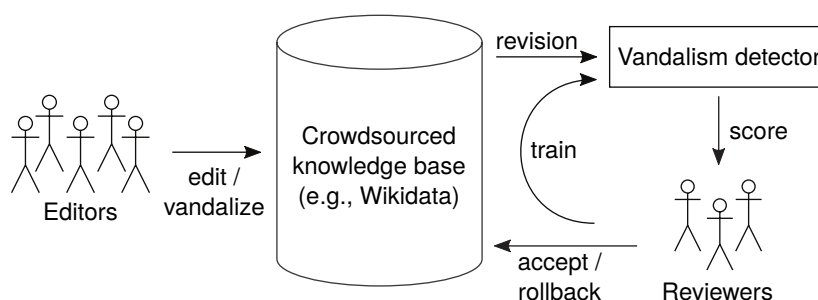 revision
Vandalism detector
Crowdsourced
knowledge base
(e.g., Wikidata)
train
score
edit /
vandalize
Editors
accept /
rollback
Reviewers